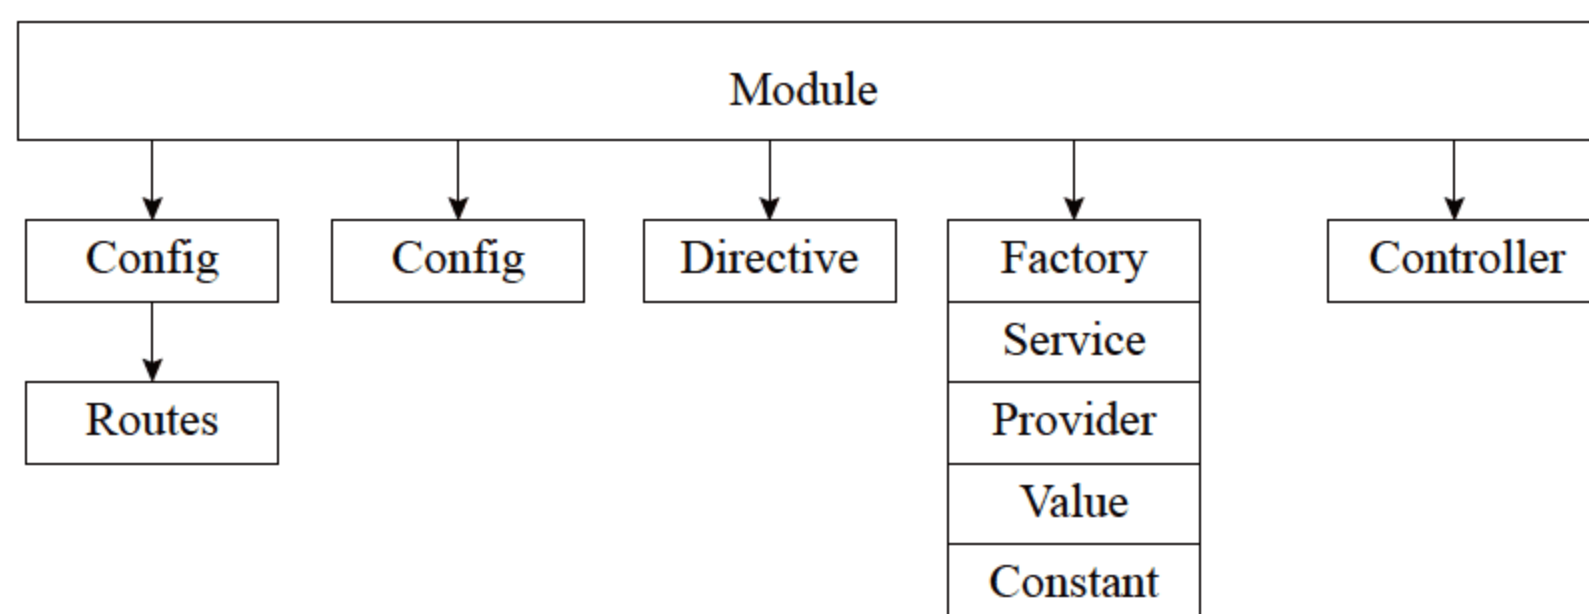 Module
Config
Config
Directive
Factory
Controller
Service
Routes
Provider
Value
Constant